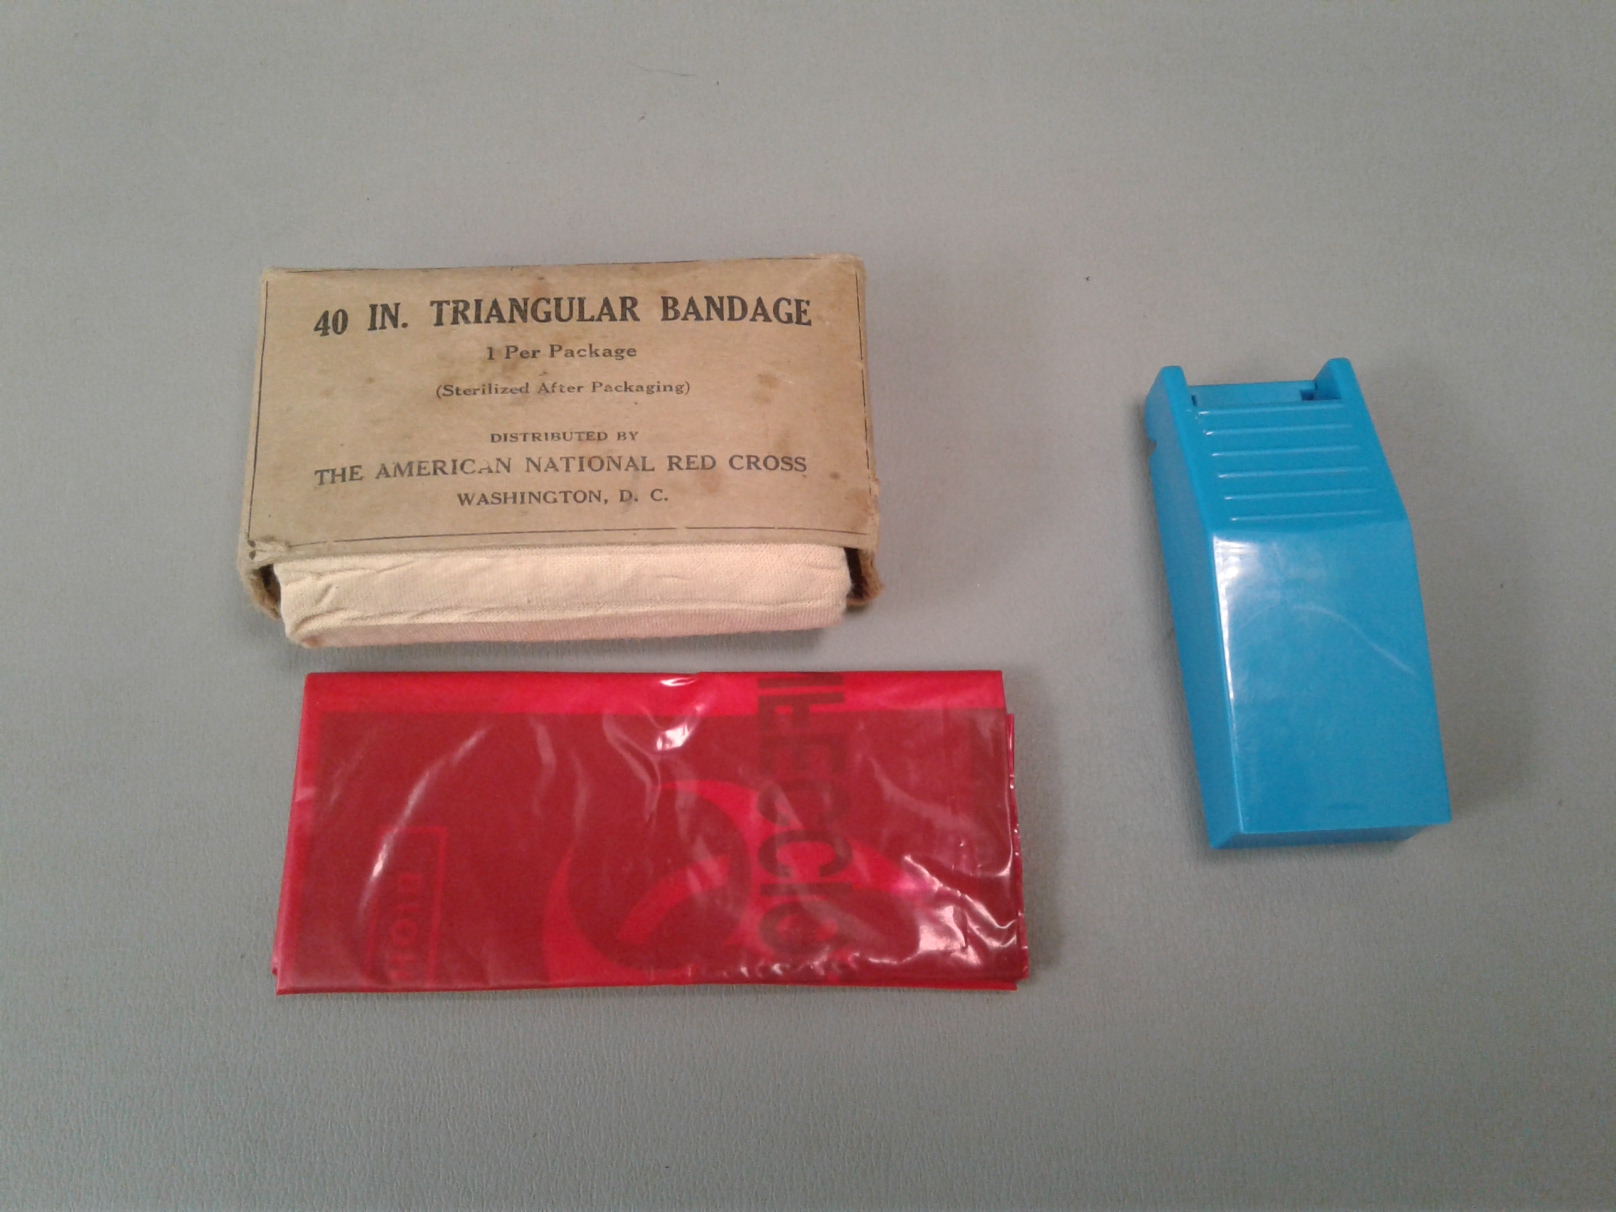 40 IN. TRIANGULAR BANDAGE
1 Per Package
(Sterilized After Packaging)
DISTRIBUTED BY
THE AMERICAN NATIONAL RED CROSS
WASHINGTON, D. C.